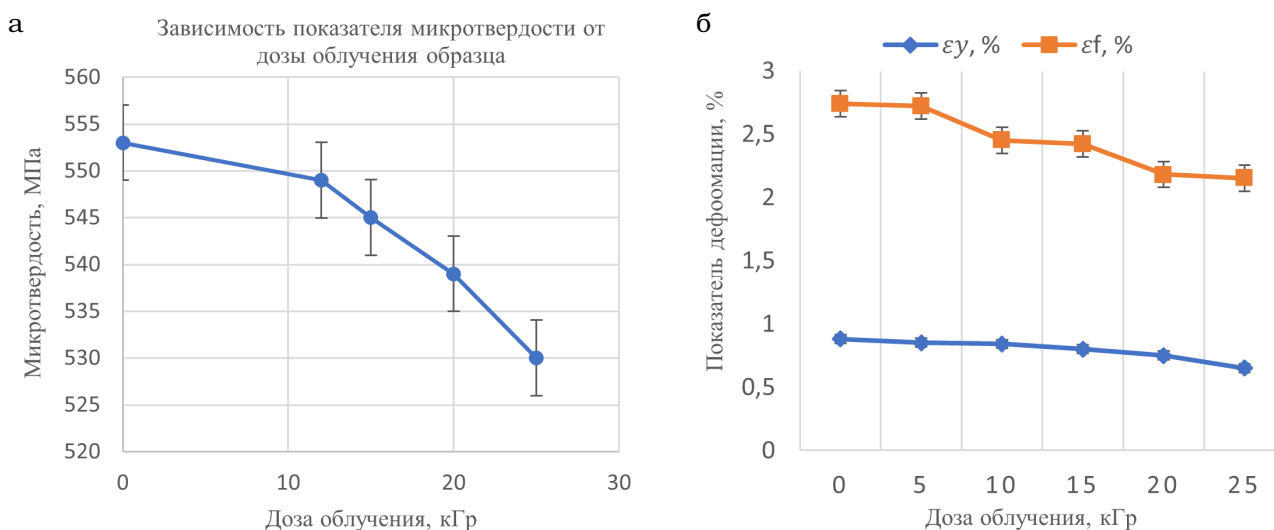 а
Зависимость показателя микротвердости от
дозы облучения образца
Микротвердость, МПа
560
555
550
545
540
535
530
525
520
0 10 20 30
Доза облучения, кГр
б
εy, % εf, %
Показатель дефоомации, %
3
2,5
2
1,5
1
0,5
0
0 5 10 15 20 25
Доза облучения, кГр